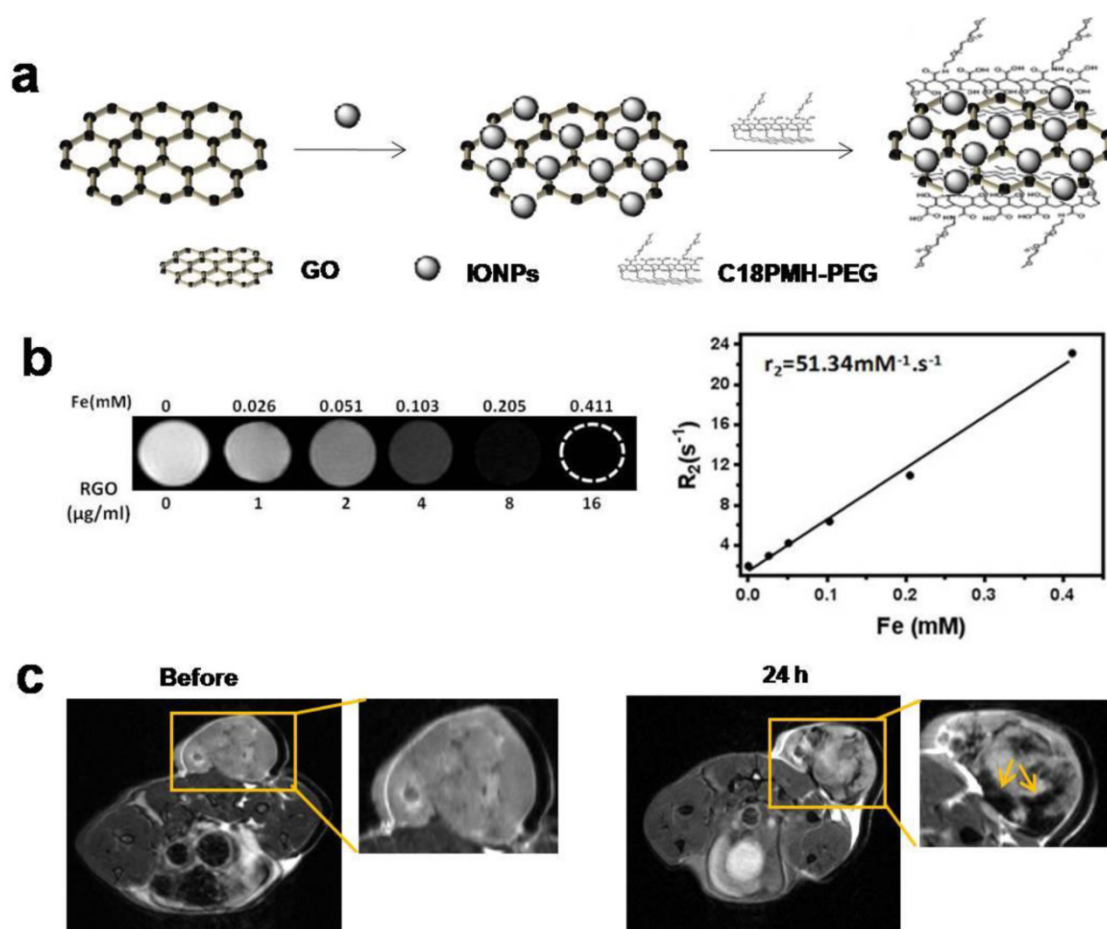 a
GO
IONPs
C18PMH-PEG
b
Fe(mM)
0 0.026 0.051 0.103 0.205 0.411
RGO
(µg/ml)
0 1 2 4 8 16
r₂=51.34mM⁻¹.s⁻¹
R₂(s⁻¹)
24
20
16
12
8
4
0.0 0.1 0.2 0.3 0.4
Fe (mM)
c
Before
24 h